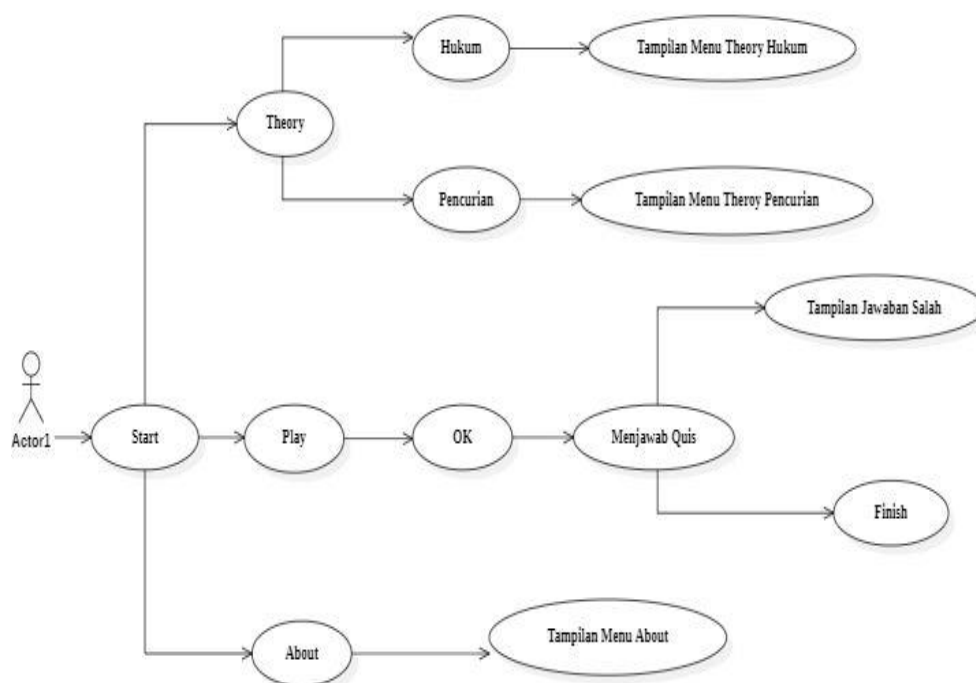 Hukum
Tampilan Menu Theory Hukum
Theory
Pencurian
Tampilan Menu Theroy Pencurian
Tampilan Jawaban Salah
Actor1
Start
Play
OK
Menjawab Quis
Finish
About
Tampilan Menu About